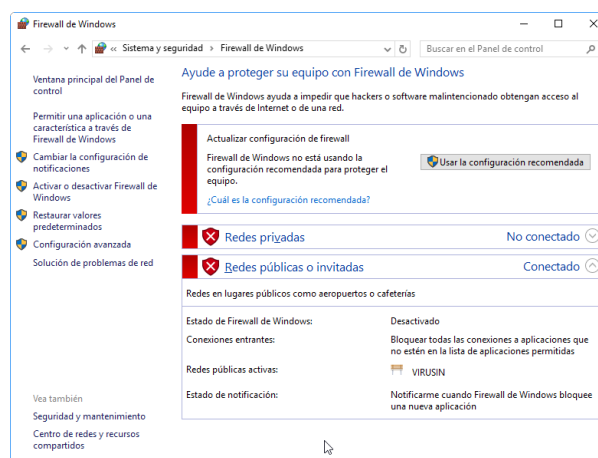 Firewall de Windows
« Sistema y seguridad > Firewall de Windows
Buscar en el Panel de control
Ventana principal del Panel de
control
Permitir una aplicación o una
característica a través de
Firewall de Windows
Cambiar la configuración de
notificaciones
Activar o desactivar Firewall de
Windows
Restaurar valores
predeterminados
Configuración avanzada
Solución de problemas de red
Vea también
Seguridad y mantenimiento
Centro de redes y recursos
compartidos
Ayude a proteger su equipo con Firewall de Windows
Firewall de Windows ayuda a impedir que hackers o software malintencionado obtengan acceso al
equipo a través de Internet o de una red.
Actualizar configuración de firewall
Firewall de Windows no está usando la
configuración recomendada para proteger el
equipo.
¿Cuál es la configuración recomendada?
Usar la configuración recomendada
Redes privadas No conectado
Redes públicas o invitadas Conectado
Redes en lugares públicos como aeropuertos o cafeterías
Estado de Firewall de Windows: Desactivado
Conexiones entrantes: Bloquear todas las conexiones a aplicaciones que
no estén en la lista de aplicaciones permitidas
Redes públicas activas: VIRUSIN
Estado de notificación: Notificarme cuando Firewall de Windows bloquee
una nueva aplicación